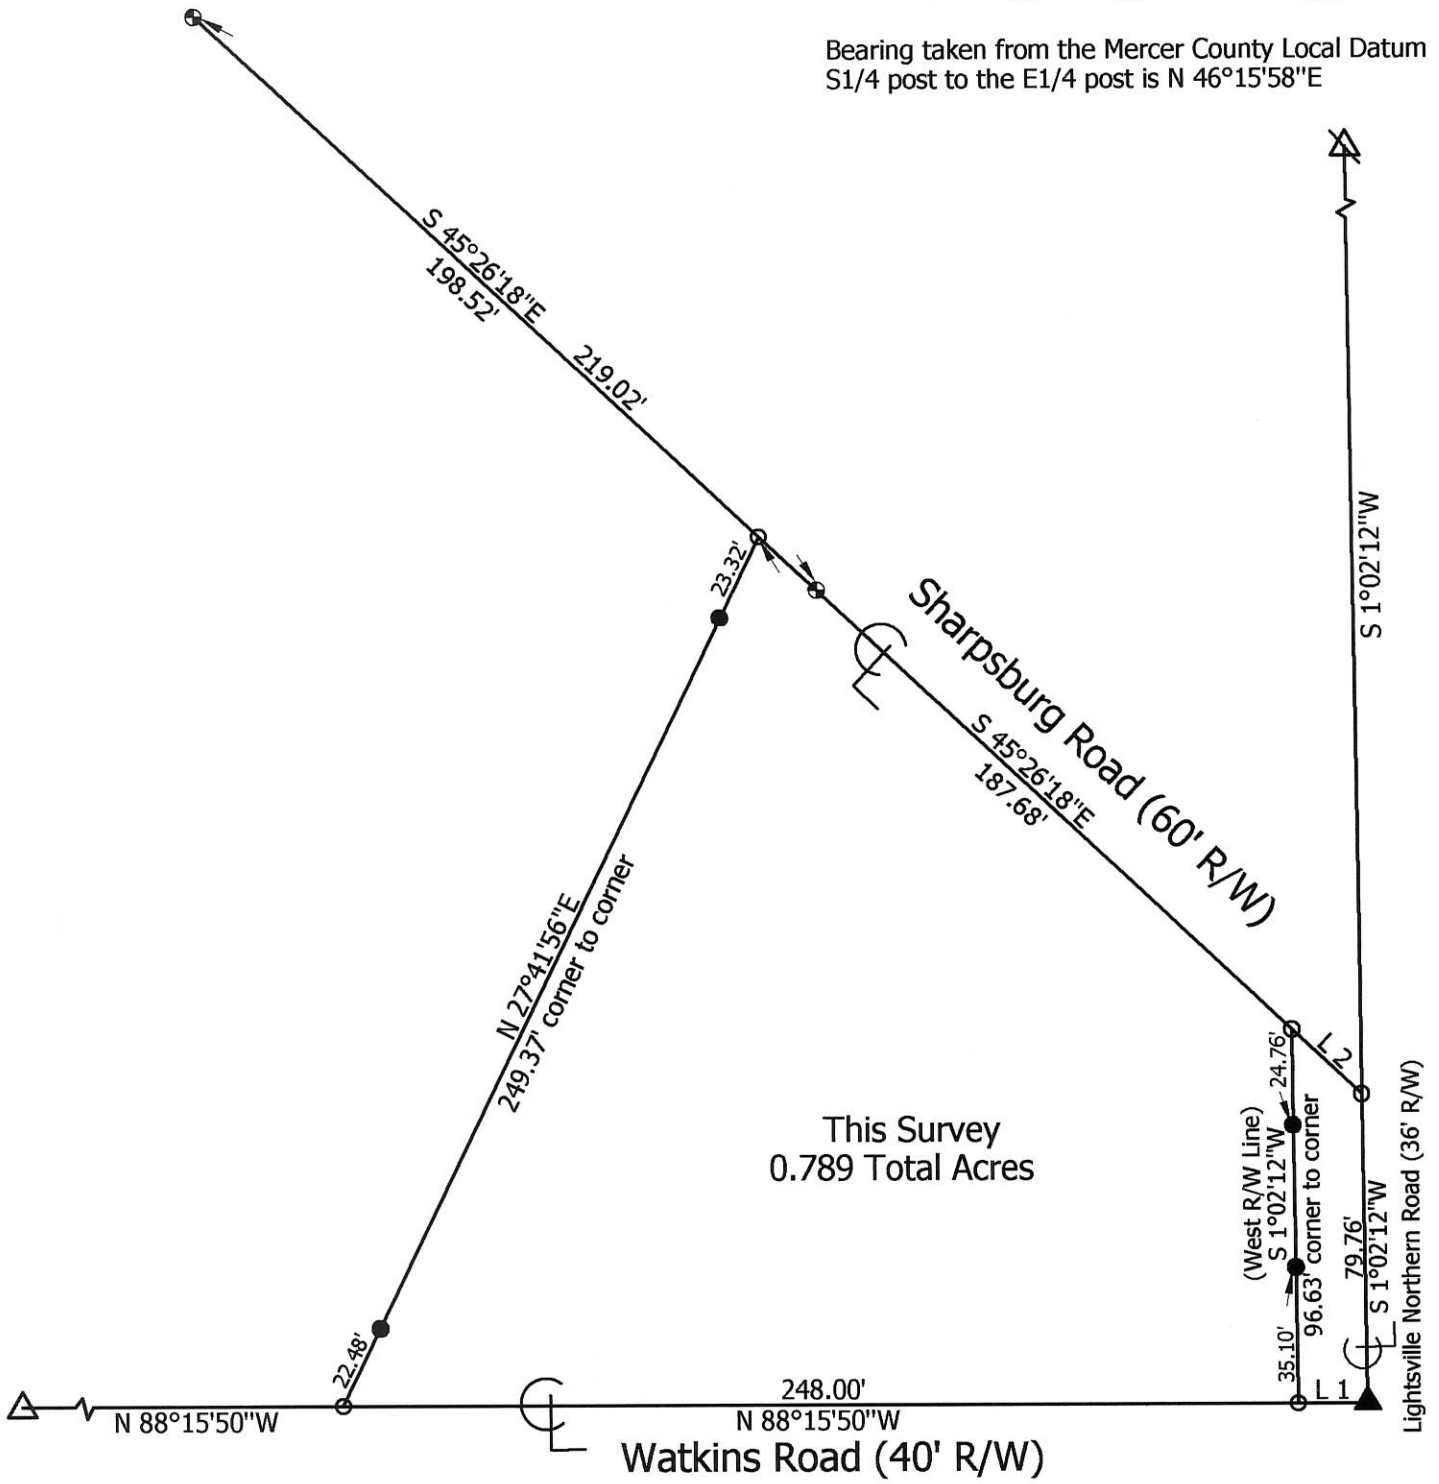 Bearing taken from the Mercer County Local Datum
S1/4 post to the E1/4 post is N 46°15'58"E
S 45°26'18"E
198.52'
219.02'
S 1°02'12"W
23.32'
Sharpsburg Road (60' R/W)
S 45°26'18"E
187.68'
N 27°41'56"E
249.37' corner to corner
L 2
24.76'
This Survey
0.789 Total Acres
(West R/W Line)
S 1°02'12"W
96.63' corner to corner
79.76'
S 1°02'12"W
Lightsville Northern Road (36' R/W)
22.48'
35.10'
248.00'
L 1
N 88°15'50"W
N 88°15'50"W
Watkins Road (40' R/W)